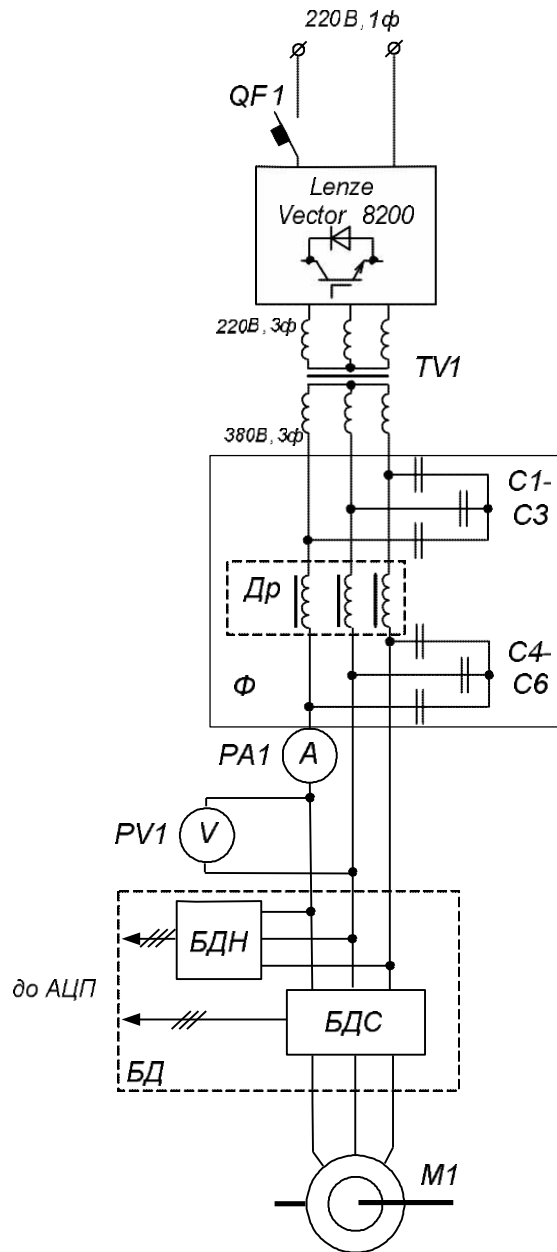 220В, 1ф
QF1
Lenze
Vector 8200
220В, 3ф
TV1
380В, 3ф
C1-
C3
Др
C4-
C6
Ф
PA1
A
PV1
V
БДН
до АЦП
БДС
БД
M1